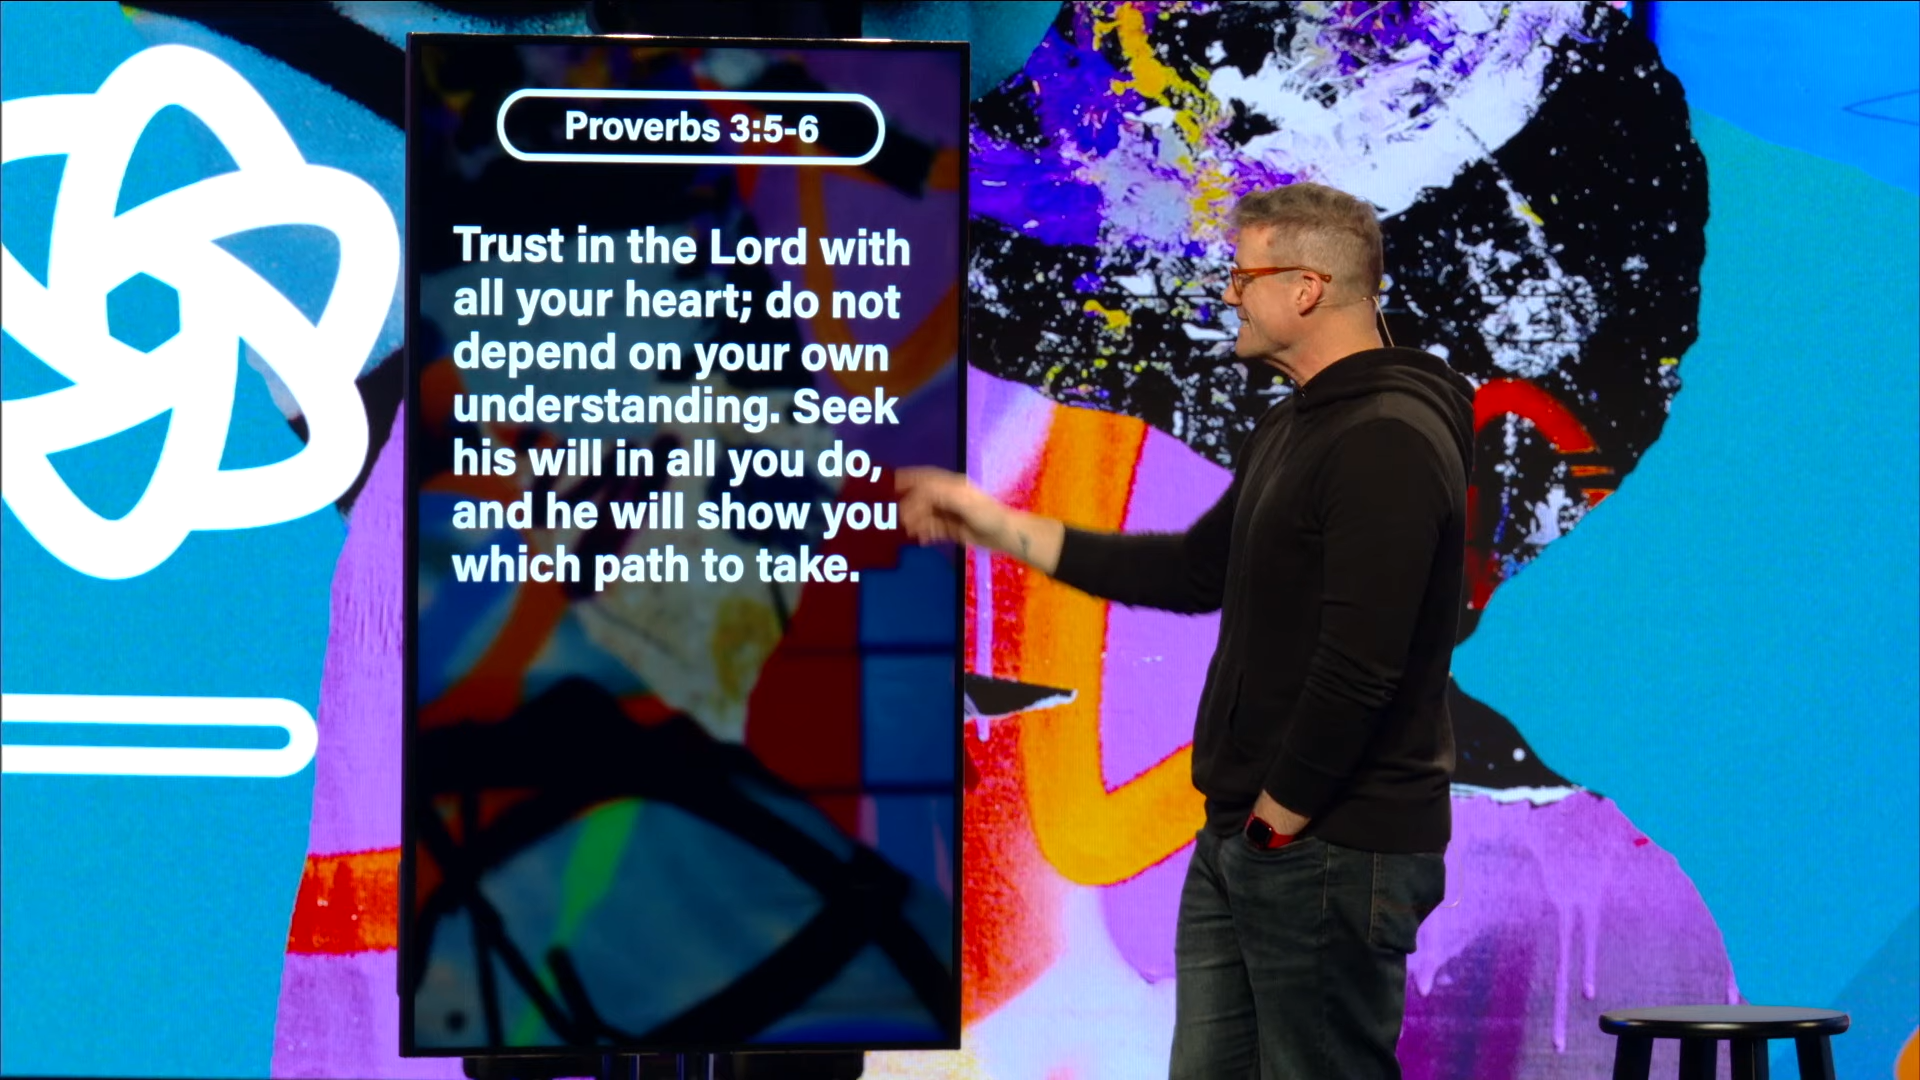 Proverbs 3:5-6
Trust in the Lord with
all your heart; do not
depend on your own
understanding. Seek
his will in all you do,
and he will show you
which path to take.